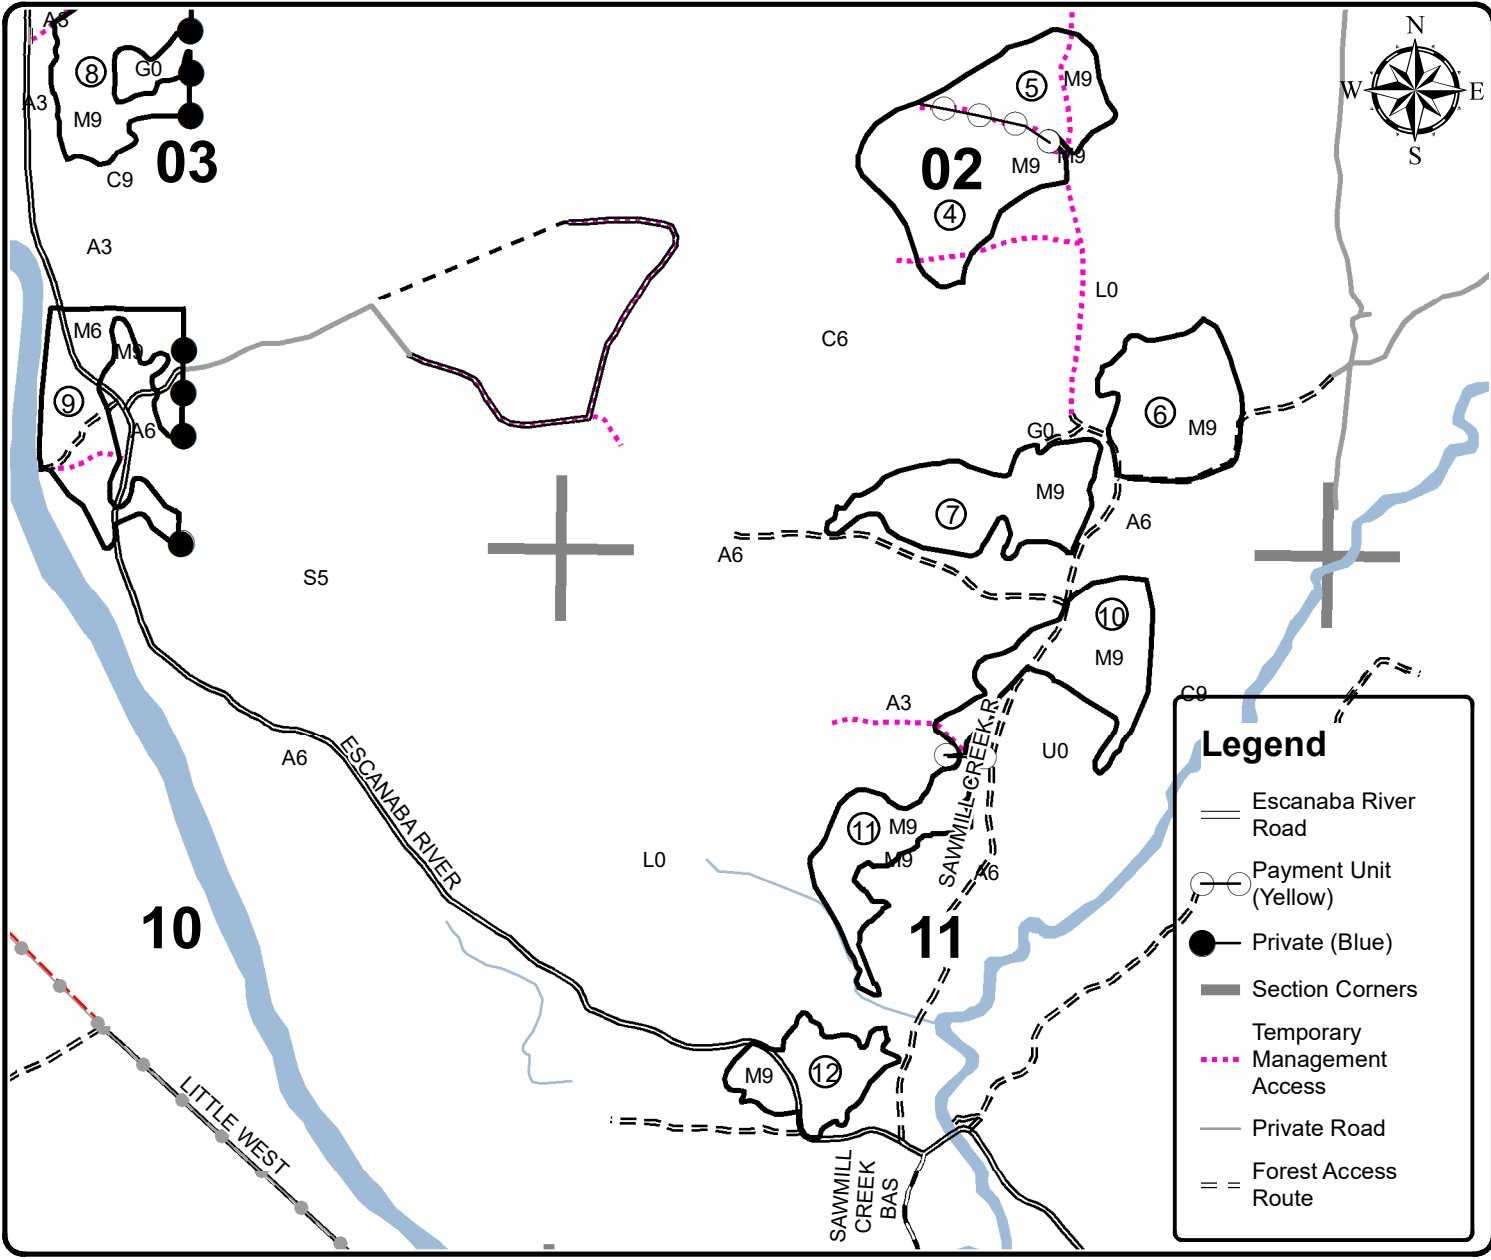 A3
N
W
E
S
8
G0
M9
A3
M9
03
C9
A3
5
M9
02
M9
M9
4
L0
C6
M6
M9
9
A6
6
M9
G0
M9
7
A6
A6
S5
10
M9
C9
A3
U0
SAWMILL CREEK R
A6
ESCANABA RIVER
11
M9
M9
A6
L0
10
11
M9
12
LITTLE WEST
SAWMILL
CREEK
BAS
Legend
Escanaba River
Road
Payment Unit
(Yellow)
Private (Blue)
Section Corners
Temporary
Management
Access
Private Road
Forest Access
Route